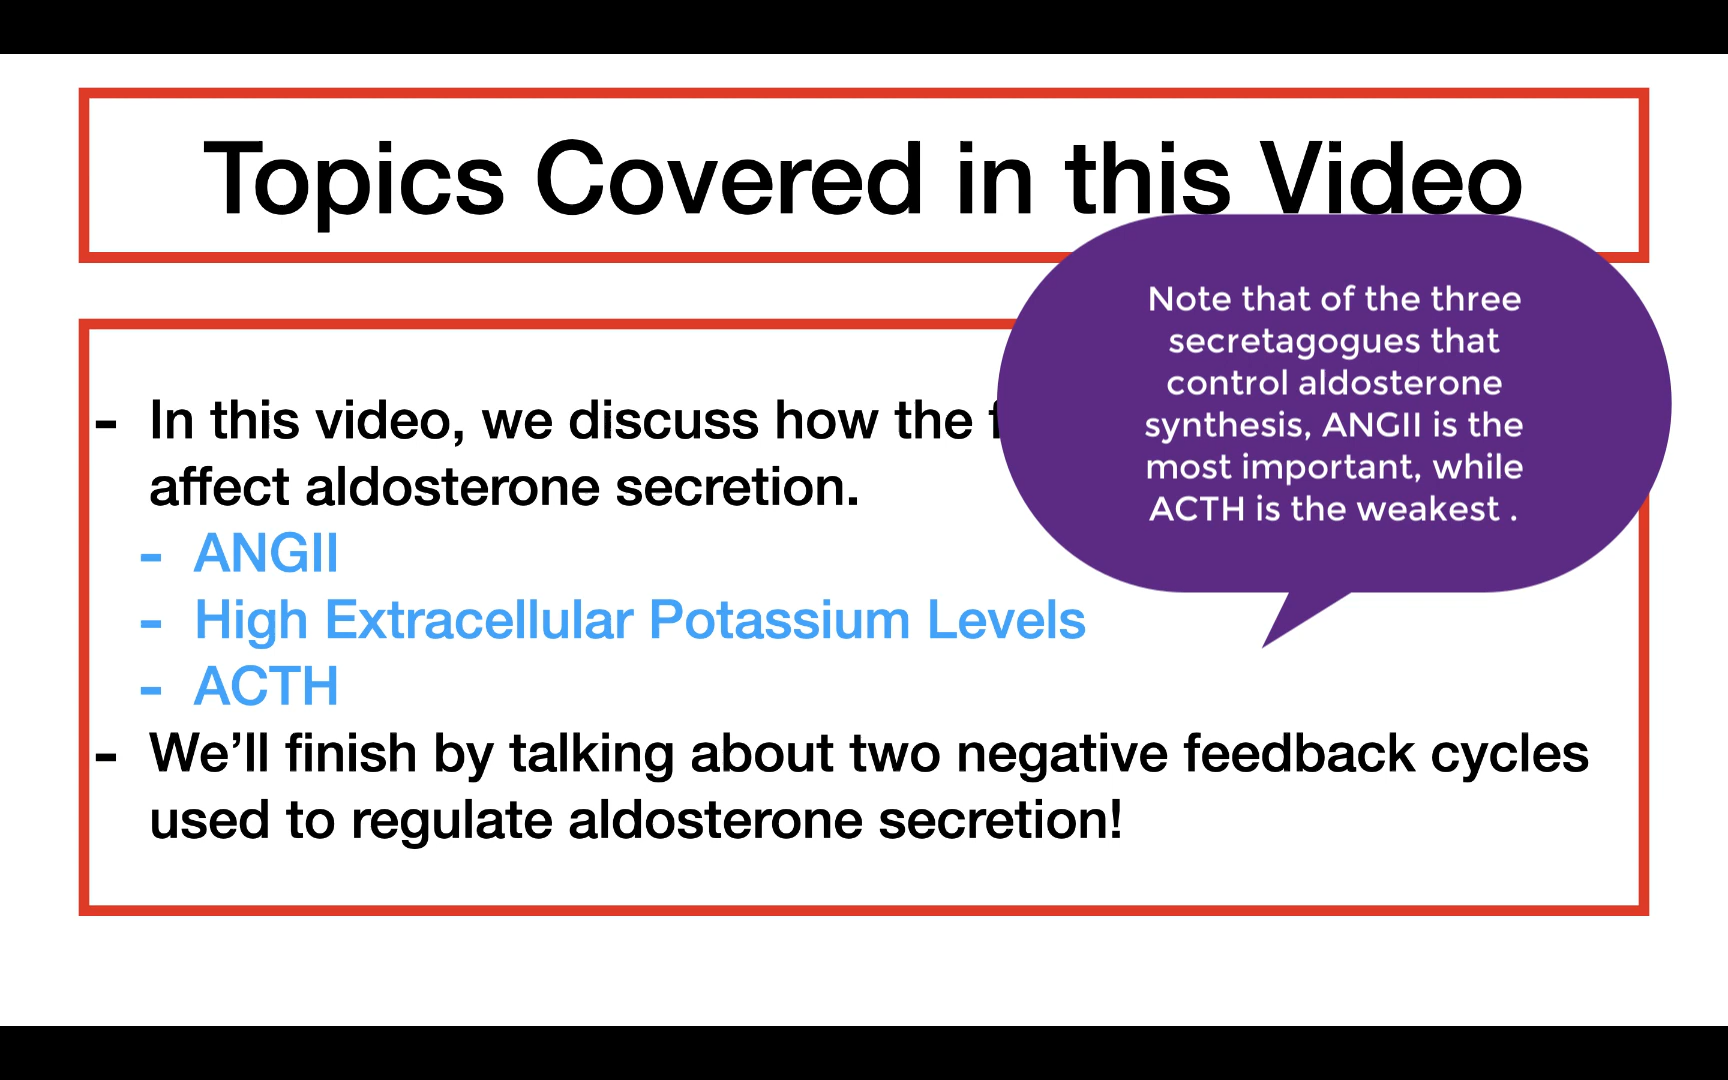 Topics Covered in this Video
Note that of the three
secretagogues that
control aldosterone
synthesis, ANGII is the
most important, while
ACTH is the weakest .
- In this video, we discuss how the
affect aldosterone secretion.
- ANGII
- High Extracellular Potassium Levels
- ACTH
- We’ll finish by talking about two negative feedback cycles
used to regulate aldosterone secretion!